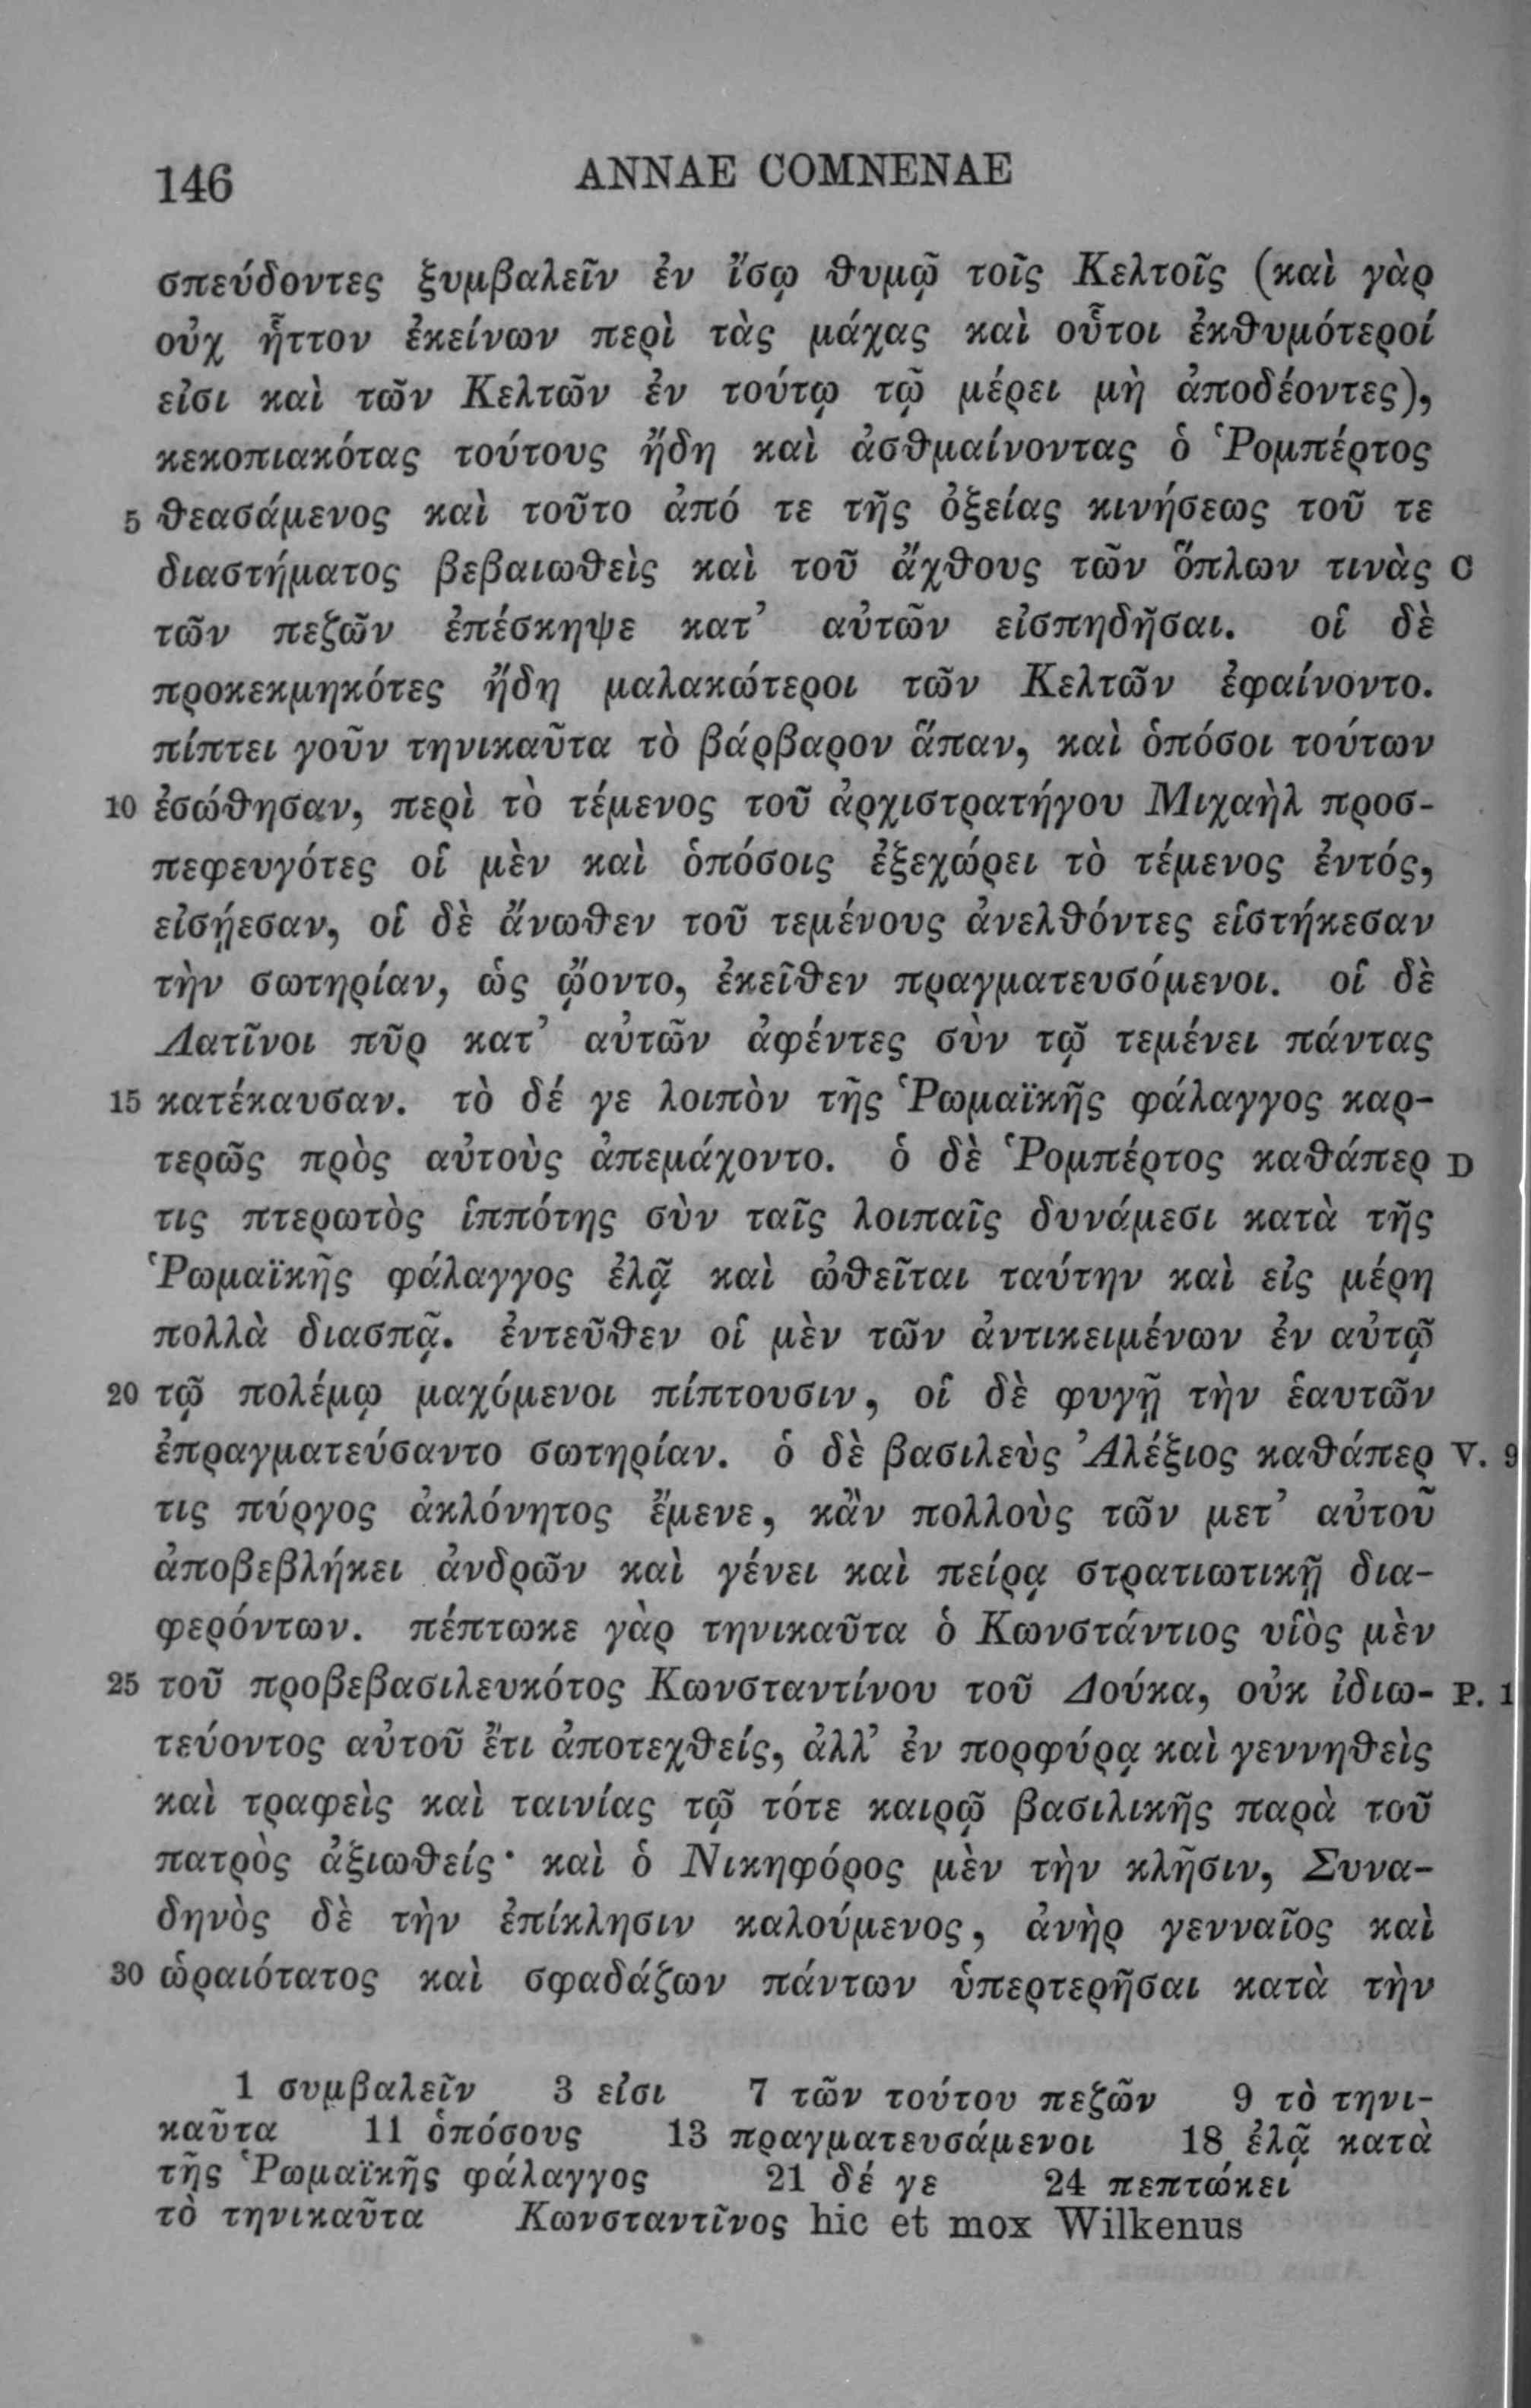 146 ANNAE COMNENAE
σπεύδοντες ξυμβαλεῖν ἐν ἴσῳ θυμῷ τοῖς Κελτοῖς (καὶ γὰρ
οὐχ ἧττον ἐκείνων περὶ τὰς μάχας καὶ οὗτοι ἐκθυμότεροί
εἰσι καὶ τῶν Κελτῶν ἐν τούτῳ τῷ μέρει μὴ ἀποδέοντες),
κεκοπιακότας τούτους ἤδη καὶ ἀσθμαίνοντας ὁ Ῥομπέρτος
5 θεασάμενος καὶ τοῦτο ἀπό τε τῆς ὀξείας κινήσεως τοῦ τε
διαστήματος βεβαιωθεὶς καὶ τοῦ ἄχθους τῶν ὅπλων τινὰς C
τῶν πεζῶν ἐπέσκηψε κατ’ αὐτῶν εἰσπηδῆσαι. οἱ δὲ
προκεκμηκότες ἤδη μαλακώτεροι τῶν Κελτῶν ἐφαίνοντο.
πίπτει γοῦν τηνικαῦτα τὸ βάρβαρον ἅπαν, καὶ ὁπόσοι τούτων
10 ἐσώθησαν, περὶ τὸ τέμενος τοῦ ἀρχιστρατήγου Μιχαὴλ προσ-
πεφευγότες οἱ μὲν καὶ ὁπόσοις ἐξεχώρει τὸ τέμενος ἐντός,
εἰσῄεσαν, οἱ δὲ ἄνωθεν τοῦ τεμένους ἀνελθόντες εἱστήκεσαν
τὴν σωτηρίαν, ὡς ᾤοντο, ἐκεῖθεν πραγματευσόμενοι. οἱ δὲ
Λατῖνοι πῦρ κατ’ αὐτῶν ἀφέντες σὺν τῷ τεμένει πάντας
15 κατέκαυσαν. τὸ δέ γε λοιπὸν τῆς Ῥωμαϊκῆς φάλαγγος καρ-
τερῶς πρὸς αὐτοὺς ἀπεμάχοντο. ὁ δὲ Ῥομπέρτος καθάπερ D
τις πτερωτὸς ἱππότης σὺν ταῖς λοιπαῖς δυνάμεσι κατὰ τῆς
Ῥωμαϊκῆς φάλαγγος ἐλᾷ καὶ ὠθεῖται ταύτην καὶ εἰς μέρη
πολλὰ διασπᾷ. ἐντεῦθεν οἱ μὲν τῶν ἀντικειμένων ἐν αὐτῷ
20 τῷ πολέμῳ μαχόμενοι πίπτουσιν, οἱ δὲ φυγῇ τὴν ἑαυτῶν
ἐπραγματεύσαντο σωτηρίαν. ὁ δὲ βασιλεὺς Ἀλέξιος καθάπερ V. 9
τις πύργος ἀκλόνητος ἔμενε, κἂν πολλοὺς τῶν μετ’ αὐτοῦ
ἀποβεβλήκει ἀνδρῶν καὶ γένει καὶ πείρᾳ στρατιωτικῇ δια-
φερόντων. πέπτωκε γὰρ τηνικαῦτα ὁ Κωνστάντιος υἱὸς μὲν
25 τοῦ προβεβασιλευκότος Κωνσταντίνου τοῦ Δούκα, οὐκ ἰδιω- P. 1
τεύοντος αὐτοῦ ἔτι ἀποτεχθείς, ἀλλ’ ἐν πορφύρᾳ καὶ γεννηθεὶς
καὶ τραφεὶς καὶ ταινίας τῷ τότε καιρῷ βασιλικῆς παρὰ τοῦ
πατρὸς ἀξιωθείς· καὶ ὁ Νικηφόρος μὲν τὴν κλῆσιν, Συνα-
δηνὸς δὲ τὴν ἐπίκλησιν καλούμενος, ἀνὴρ γενναῖος καὶ
30 ὡραιότατος καὶ σφαδάζων πάντων ὑπερτερῆσαι κατὰ τὴν
1 συμβαλεῖν 3 εἰσι 7 τῶν τούτου πεζῶν 9 τὸ τηνι-
καῦτα 11 ὁπόσους 13 πραγματευσάμενοι 18 ἐλᾷ κατὰ
τῆς Ῥωμαϊκῆς φάλαγγος 21 δέ γε 24 πεπτώκει
τὸ τηνικαῦτα Κωνσταντῖνος hic et mox Wilkenus